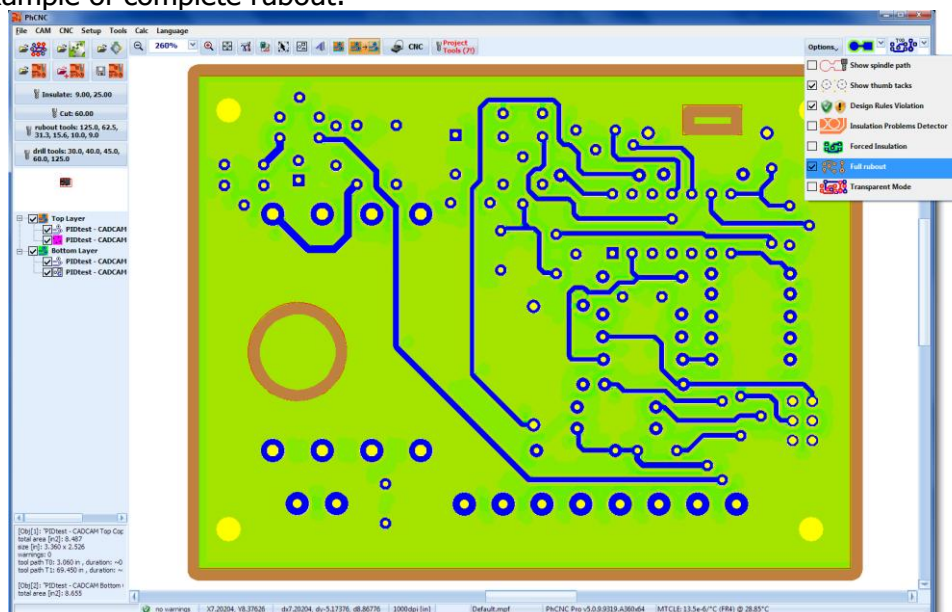 ample of complete rubout.
PhCNC
File CAM CNC Setup Tools Calc Language
260%
CNC
Project Tools (7!)
Options
Insulate: 9.00, 25.00
Cut: 60.00
rubout tools: 125.0, 62.5,
31.3, 15.6, 10.0, 9.0
drill tools: 30.0, 40.0, 45.0,
60.0, 125.0
Show spindle path
Show thumb tacks
Design Rules Violation
Insulation Problems Detector
Forced Insulation
Full rubout
Transparent Mode
Top Layer
PIDtest - CADCAM
PIDtest - CADCAM
Bottom Layer
PIDtest - CADCAM
PIDtest - CADCAM
[Obj[1]: "PIDtest - CADCAM Top Cop
total area [in2]: 8.487
size [in]: 3.360 x 2.526
warnings: 0
tool path T0: 3.060 in , duration: ~0
tool path T1: 69.450 in , duration: ~
[Obj[2]: "PIDtest - CADCAM Bottom
total area [in2]: 8.655
no warnings X7.20204, Y8.37626 dx7.20204, dy-5.17376, d8.86776 1000dpi [in] Default.mpf PhCNC Pro v5.0.9.9319.A360x64 MTCLE: 13.5e-6/°C (FR4) @ 28.85°C